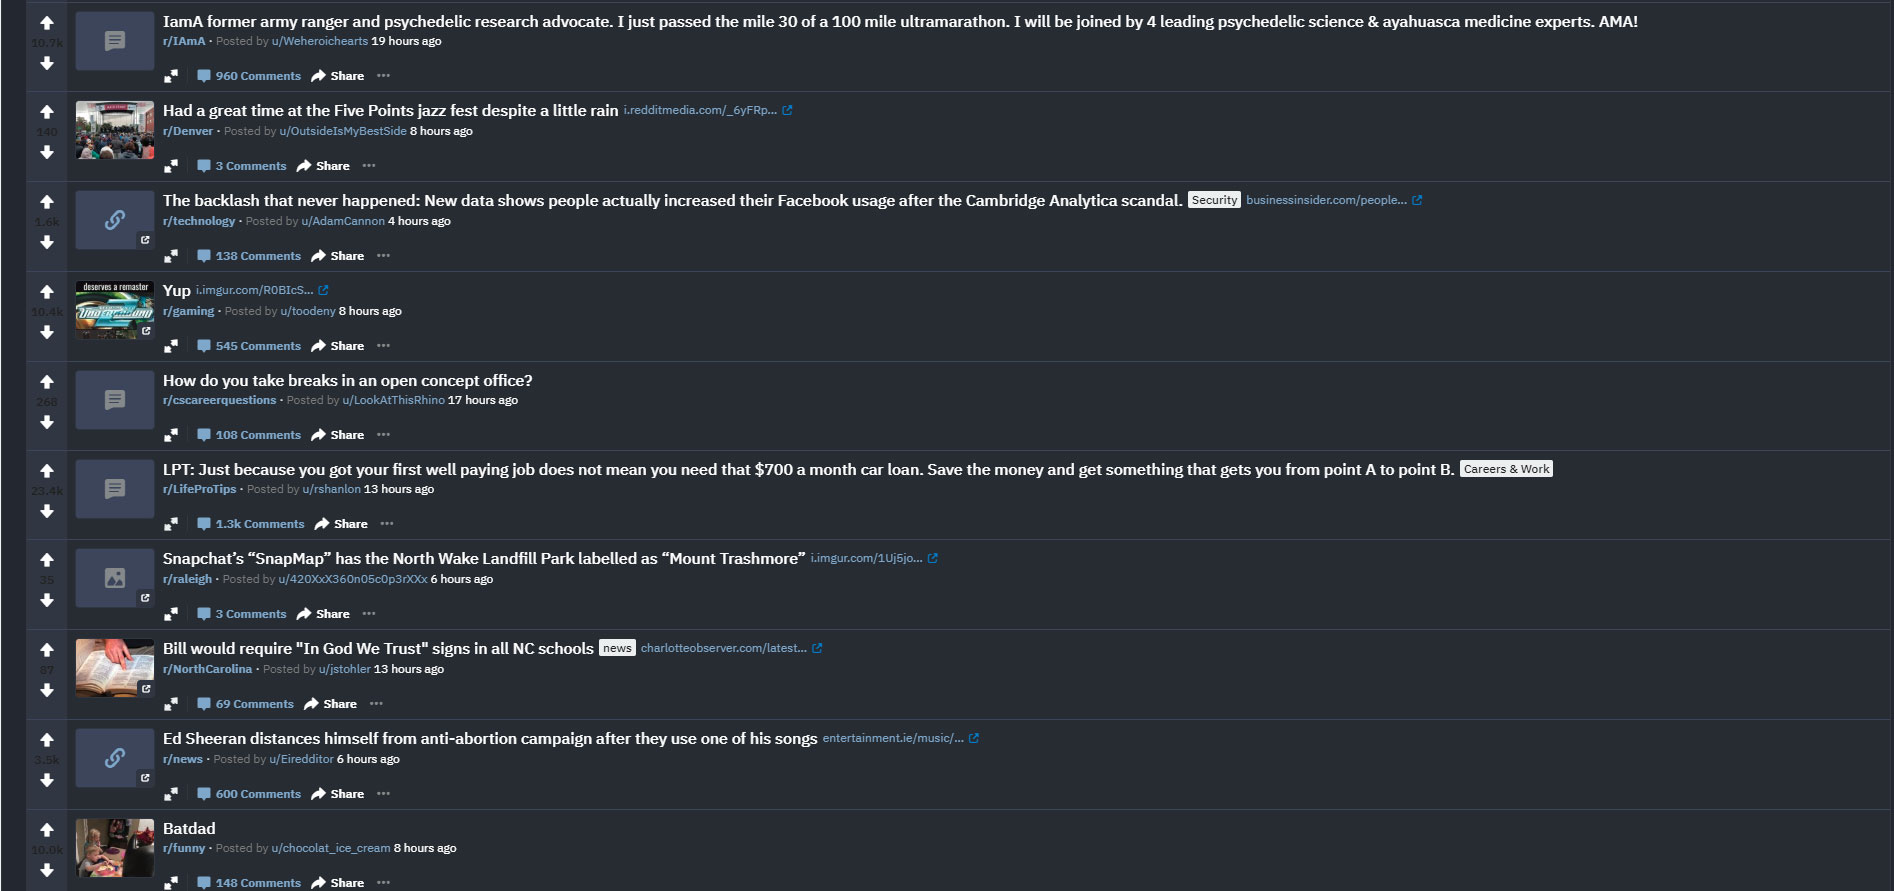 IamA former army ranger and psychedelic research advocate. I just passed the mile 30 of a 100 mile ultramarathon. I will be joined by 4 leading psychedelic science & ayahuasca medicine experts. AMA!
10.7k
r/IAmA · Posted by u/Weheroichearts 19 hours ago
960 Comments Share ···
Had a great time at the Five Points jazz fest despite a little rain i.redditmedia.com/_6yFRp...
140
r/Denver · Posted by u/OutsideIsMyBestSide 8 hours ago
3 Comments Share ···
The backlash that never happened: New data shows people actually increased their Facebook usage after the Cambridge Analytica scandal. Security businessinsider.com/people...
1.6k
r/technology · Posted by u/AdamCannon 4 hours ago
138 Comments Share ···
deserves a remaster
UNDERGROUND
Yup i.imgur.com/R0BIcS...
10.4k
r/gaming · Posted by u/toodeny 8 hours ago
545 Comments Share ···
How do you take breaks in an open concept office?
268
r/cscareerquestions · Posted by u/LookAtThisRhino 17 hours ago
108 Comments Share ···
LPT: Just because you got your first well paying job does not mean you need that $700 a month car loan. Save the money and get something that gets you from point A to point B. Careers & Work
23.4k
r/LifeProTips · Posted by u/rshanlon 13 hours ago
1.3k Comments Share ···
Snapchat’s “SnapMap” has the North Wake Landfill Park labelled as “Mount Trashmore” i.imgur.com/1Uj5jo...
35
r/raleigh · Posted by u/420XxX360n05c0p3rXXx 6 hours ago
3 Comments Share ···
Bill would require "In God We Trust" signs in all NC schools news charlotteobserver.com/latest...
87
r/NorthCarolina · Posted by u/jstohler 13 hours ago
69 Comments Share ···
Ed Sheeran distances himself from anti-abortion campaign after they use one of his songs entertainment.ie/music/...
3.5k
r/news · Posted by u/Eiredditor 6 hours ago
600 Comments Share ···
Batdad
10.0k
r/funny · Posted by u/chocolat_ice_cream 8 hours ago
148 Comments Share ···